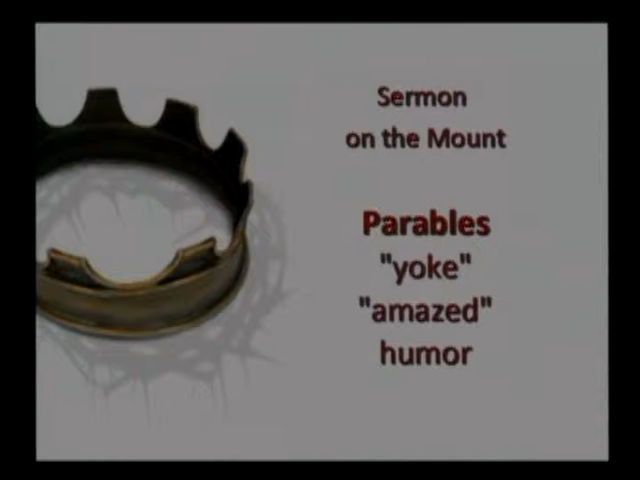 Sermon
on the Mount
Parables
"yoke"
"amazed"
humor